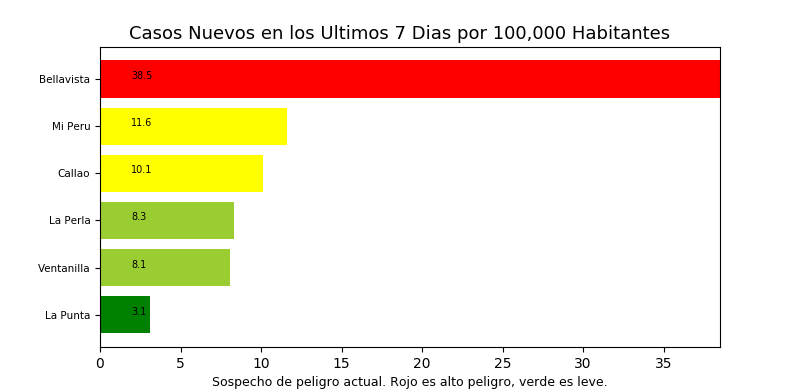 Casos Nuevos en los Ultimos 7 Dias por 100,000 Habitantes
Bellavista 38.5
Mi Peru 11.6
Callao 10.1
La Perla 8.3
Ventanilla 8.1
La Punta 3.1
0 5 10 15 20 25 30 35
Sospecho de peligro actual. Rojo es alto peligro, verde es leve.